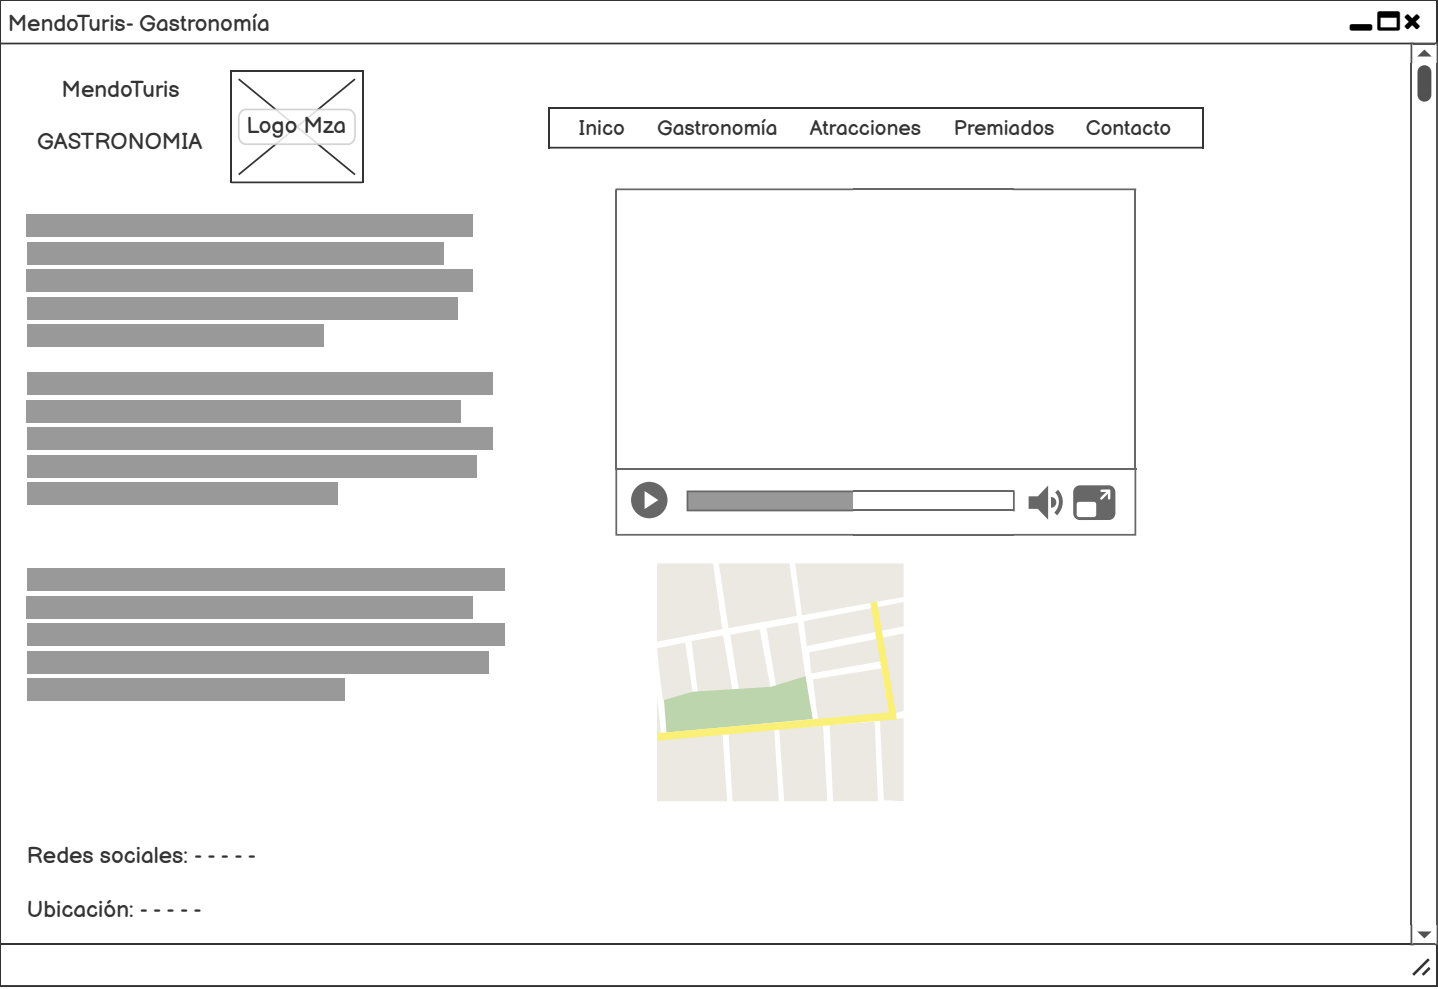 MendoTuris- Gastronomía
MendoTuris
GASTRONOMIA
Logo Mza
Inico Gastronomía Atracciones Premiados Contacto
Redes sociales: - - - - -
Ubicación: - - - - -